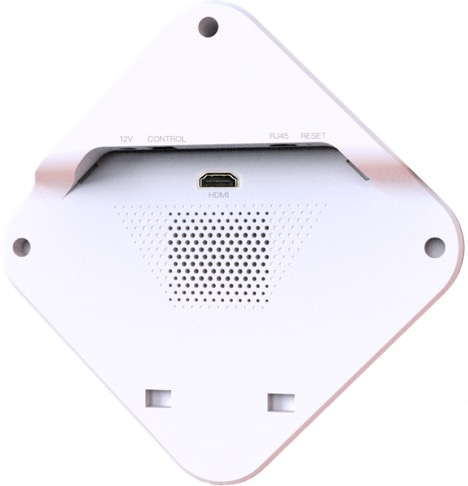 12V CONTROL RJ45 RESET
HDMI